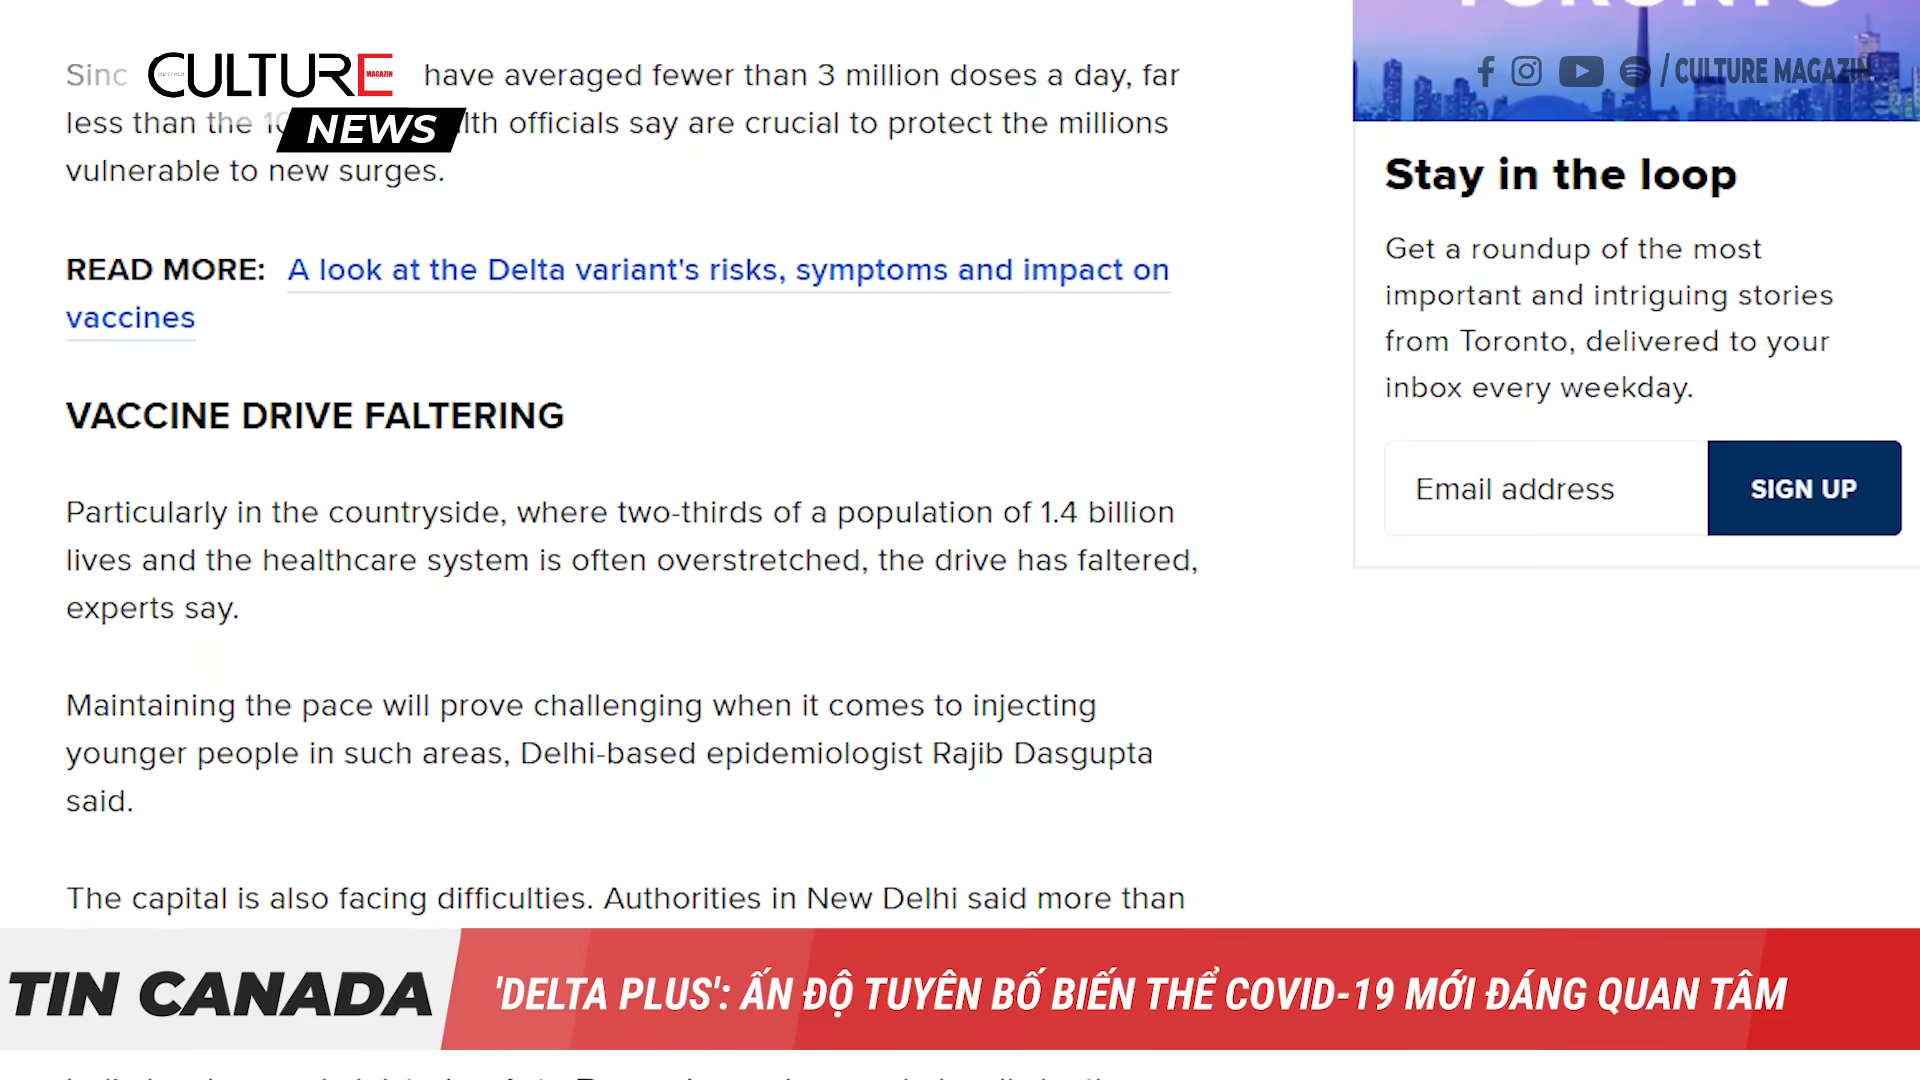 CULTURE
MAGAZIN
NEWS
have averaged fewer than 3 million doses a day, far
less than the officials say are crucial to protect the millions
vulnerable to new surges.
READ MORE: A look at the Delta variant's risks, symptoms and impact on
vaccines
VACCINE DRIVE FALTERING
Particularly in the countryside, where two-thirds of a population of 1.4 billion
lives and the healthcare system is often overstretched, the drive has faltered,
experts say.
Maintaining the pace will prove challenging when it comes to injecting
younger people in such areas, Delhi-based epidemiologist Rajib Dasgupta
said.
The capital is also facing difficulties. Authorities in New Delhi said more than
/ CULTURE MAGAZIN
Stay in the loop
Get a roundup of the most
important and intriguing stories
from Toronto, delivered to your
inbox every weekday.
Email address
SIGN UP
TIN CANADA
'DELTA PLUS': ẤN ĐỘ TUYÊN BỐ BIẾN THỂ COVID-19 MỚI ĐÁNG QUAN TÂM